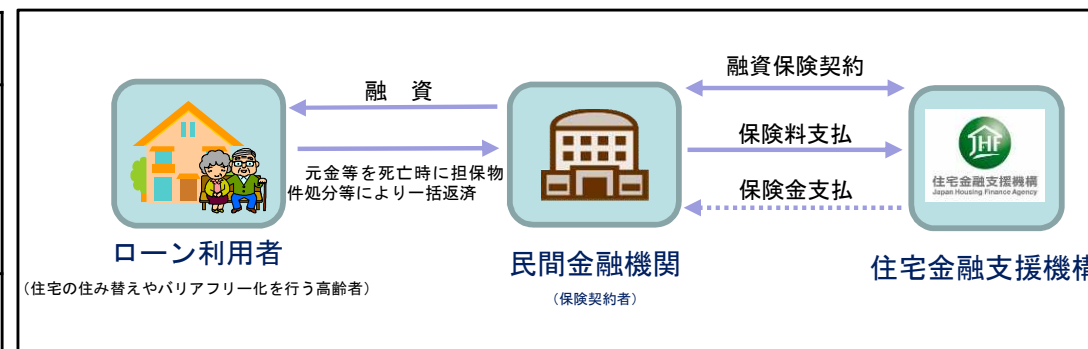 融資保険契約
融 資
保険料支払
JHF
元金等を死亡時に担保物
件処分等により一括返済
住宅金融支援機構
Japan Housing Finance Agency
保険金支払
ローン利用者
民間金融機関
住宅金融支援機構
（住宅の住み替えやバリアフリー化を行う高齢者）
（保険契約者）